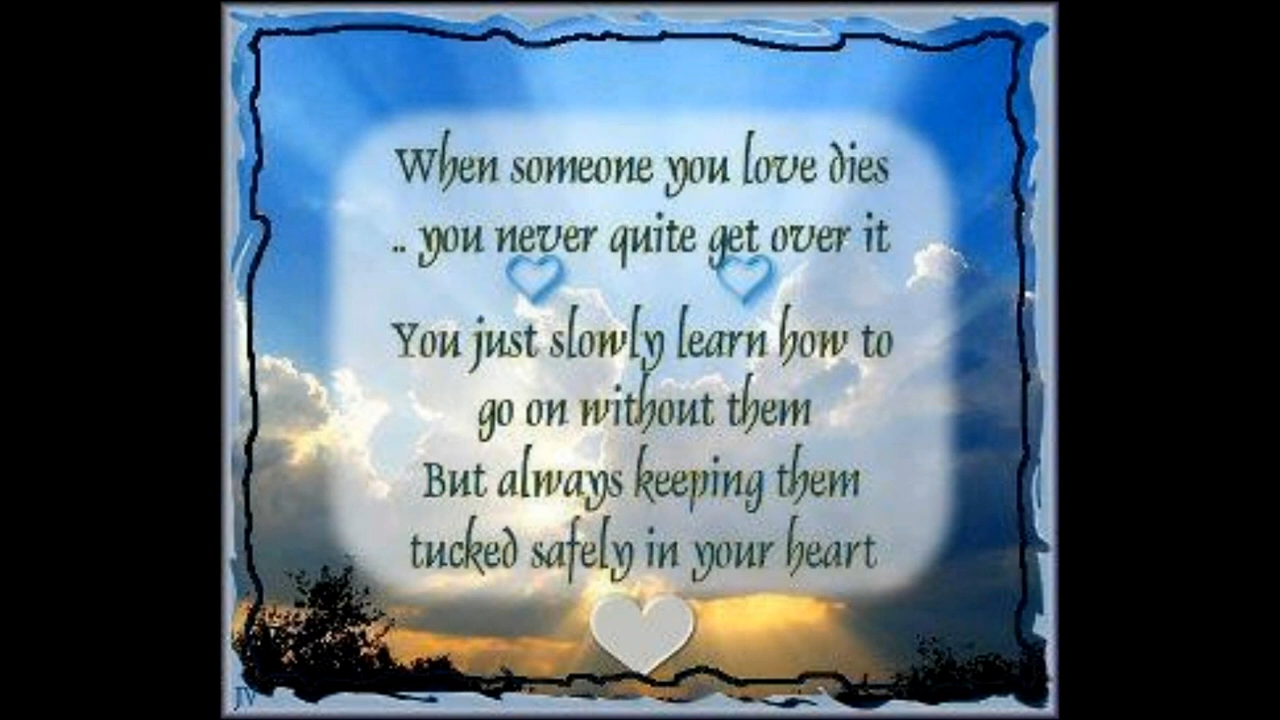 When someone you love dies
.. you never quite get over it
You just slowly learn how to
go on without them
But always keeping them
tucked safely in your heart
JV